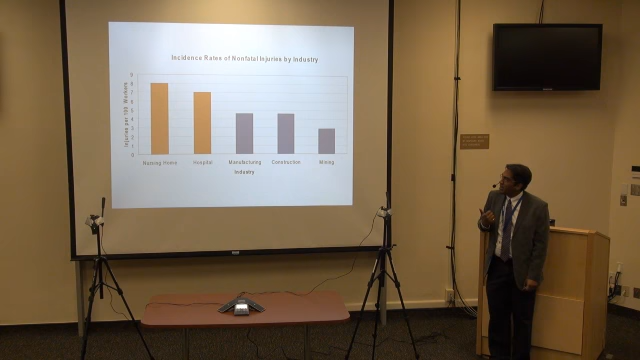 Incidence Rates of Nonfatal Injuries by Industry
Injuries per 100 Workers
9
8
7
6
5
4
3
2
1
0
Nursing Home Hospital Manufacturing Construction Mining
Industry